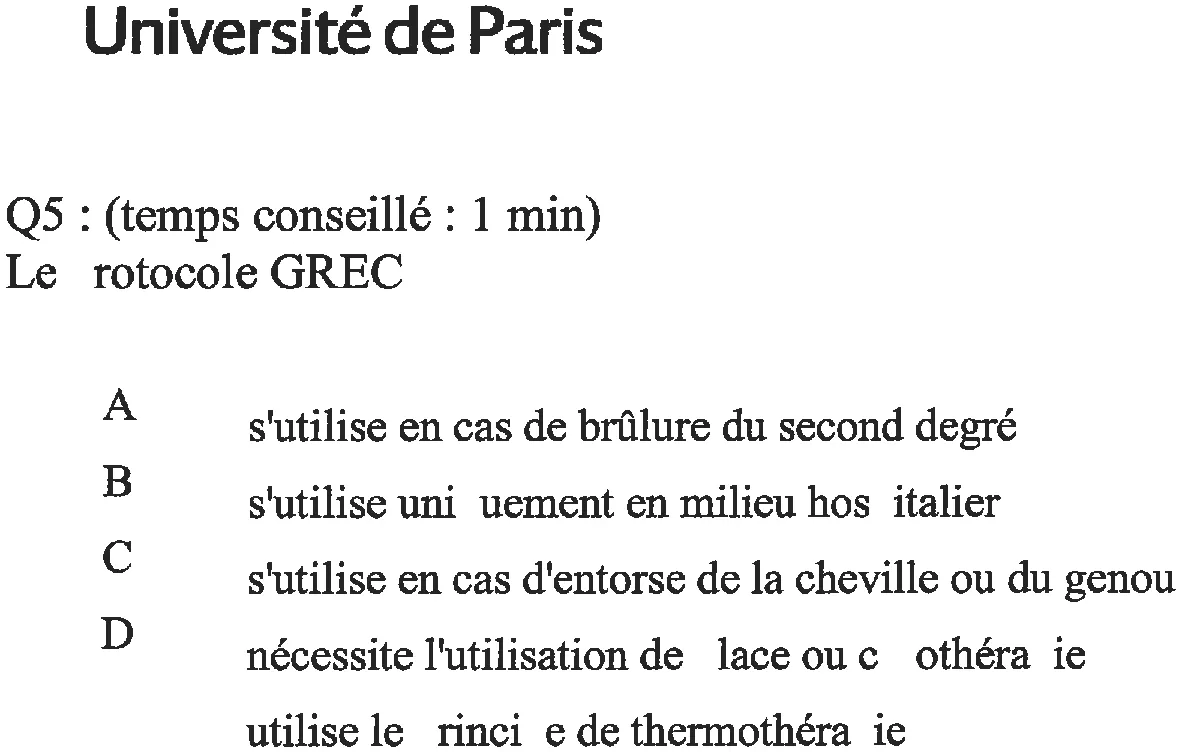 Université de Paris
Q5 : (temps conseillé : 1 min)
Le rotocole GREC
A s'utilise en cas de brûlure du second degré
B s'utilise uni uement en milieu hos italier
C s'utilise en cas d'entorse de la cheville ou du genou
D nécessite l'utilisation de lace ou c othéra ie
utilise le rinci e de thermothéra ie